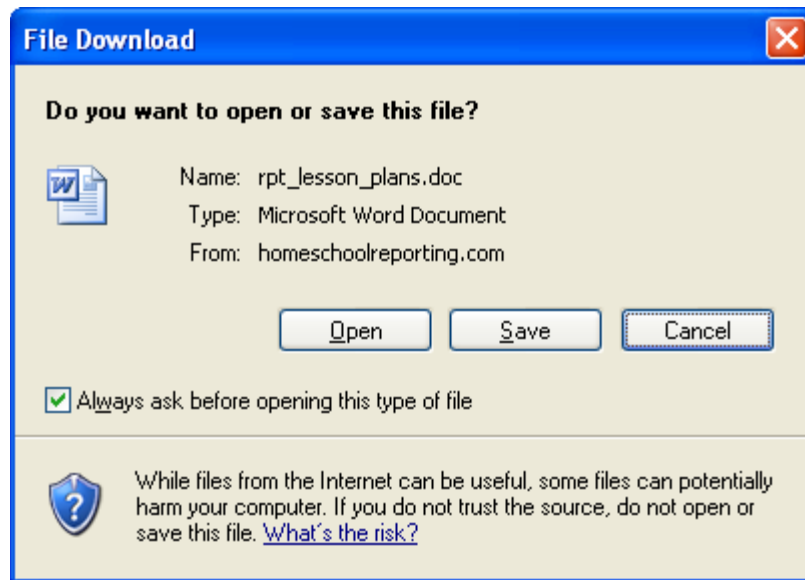 File Download
Do you want to open or save this file?
Name: rpt_lesson_plans.doc
Type: Microsoft Word Document
From: homeschoolreporting.com
Open Save Cancel
Always ask before opening this type of file
While files from the Internet can be useful, some files can potentially
harm your computer. If you do not trust the source, do not open or
save this file. What's the risk?